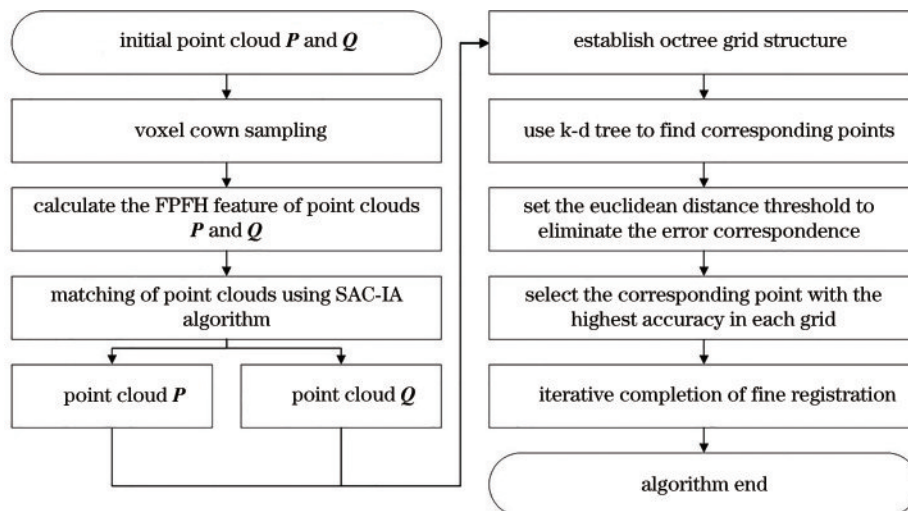 initial point cloud P and Q
voxel cown sampling
calculate the FPFH feature of point clouds
P and Q
matching of point clouds using SAC-IA
algorithm
point cloud P
point cloud Q
establish octree grid structure
use k-d tree to find corresponding points
set the euclidean distance threshold to
eliminate the error correspondence
select the corresponding point with the
highest accuracy in each grid
iterative completion of fine registration
algorithm end